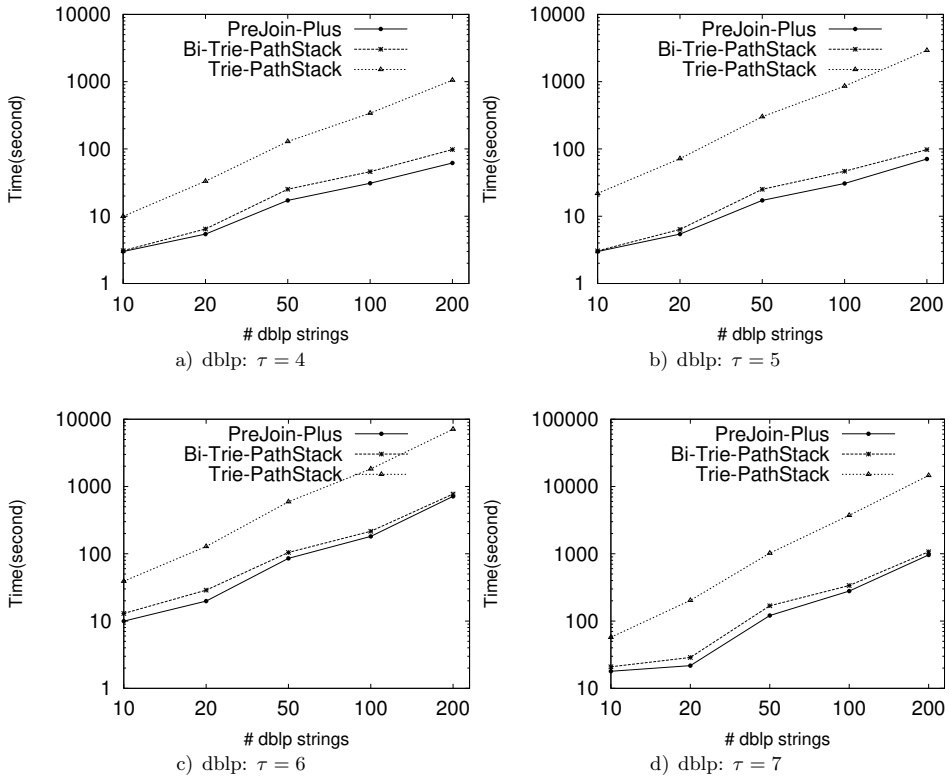 10000
1000
100
10
1
Time(second)
PreJoin-Plus
Bi-Trie-PathStack
Trie-PathStack
10 20 50 100 200
# dblp strings
a) dblp: τ = 4
10000
1000
100
10
1
Time(second)
PreJoin-Plus
Bi-Trie-PathStack
Trie-PathStack
10 20 50 100 200
# dblp strings
b) dblp: τ = 5
10000
1000
100
10
1
Time(second)
PreJoin-Plus
Bi-Trie-PathStack
Trie-PathStack
10 20 50 100 200
# dblp strings
c) dblp: τ = 6
100000
10000
1000
100
10
Time(second)
PreJoin-Plus
Bi-Trie-PathStack
Trie-PathStack
10 20 50 100 200
# dblp strings
d) dblp: τ = 7